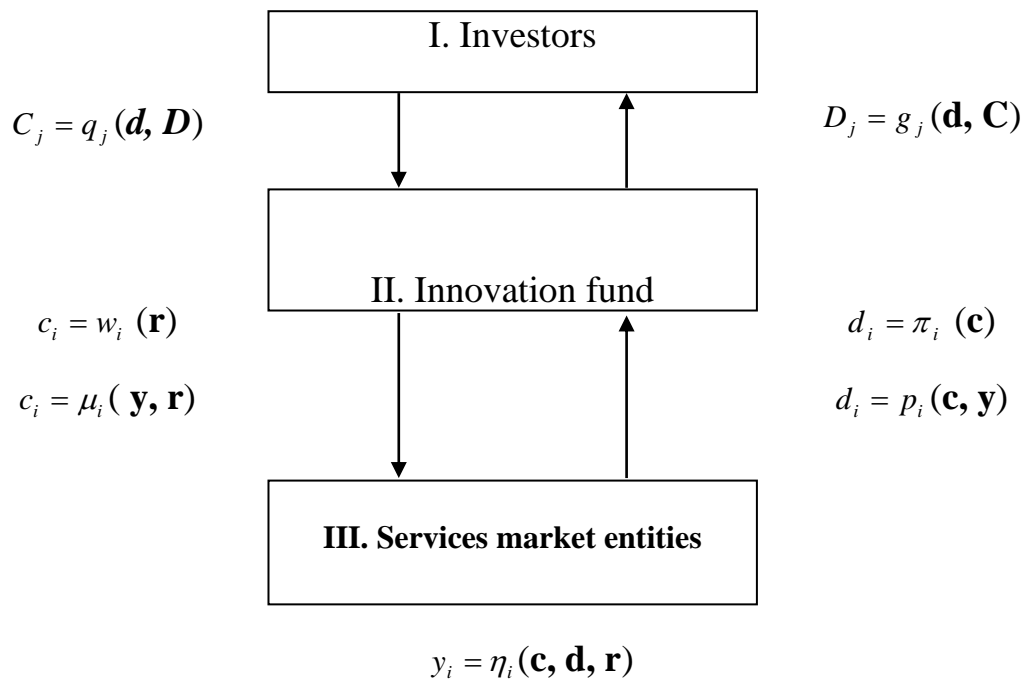 I. Investors
C_j = q_j (d, D)
D_j = g_j (d, C)
II. Innovation fund
c_i = w_i (r)
d_i = π_i (c)
c_i = μ_i ( y, r)
d_i = p_i (c, y)
III. Services market entities
y_i = η_i (c, d, r)